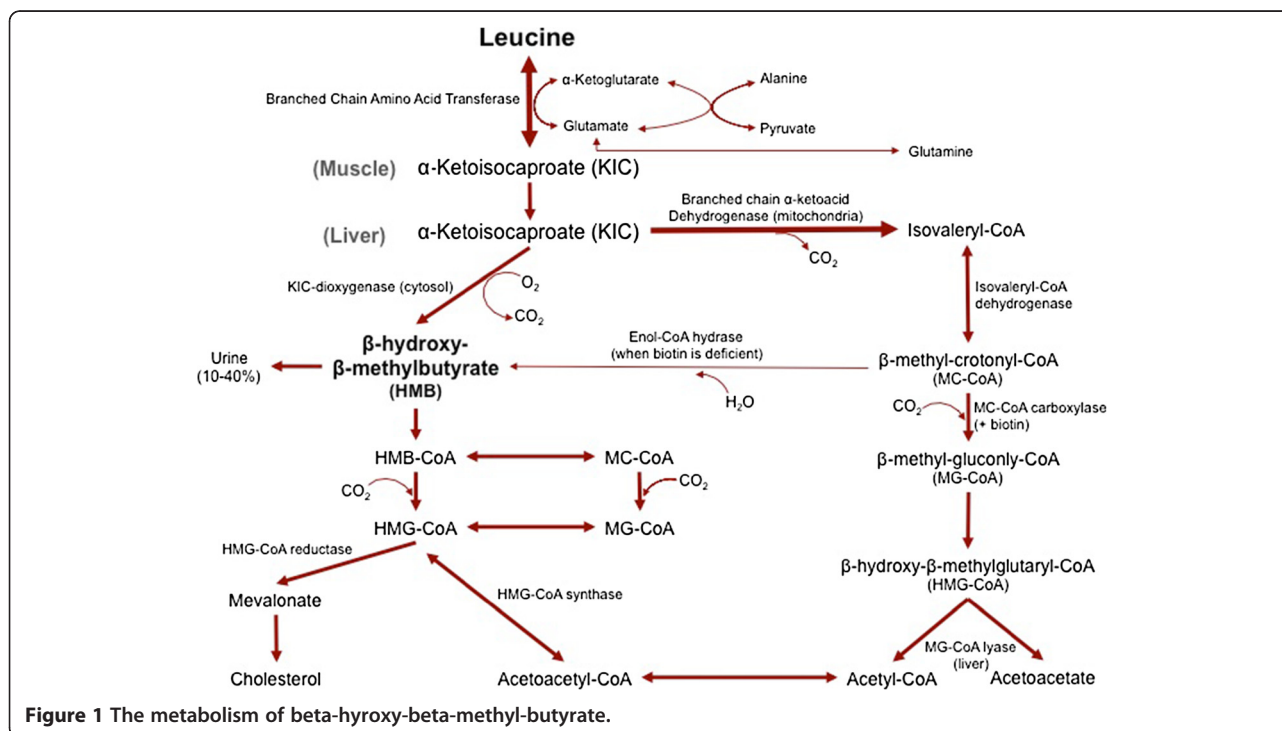 Leucine
α-Ketoglutarate
Alanine
Branched Chain Amino Acid Transferase
Glutamate
Pyruvate
Glutamine
(Muscle) α-Ketoisocaproate (KIC)
Branched chain α-ketoacid
Dehydrogenase (mitochondria)
(Liver) α-Ketoisocaproate (KIC)
Isovaleryl-CoA
CO2
KIC-dioxygenase (cytosol)
O2
CO2
Isovaleryl-CoA
dehydrogenase
β-hydroxy-
β-methylbutyrate
(HMB)
Urine
(10-40%)
Enol-CoA hydrase
(when biotin is deficient)
H2O
β-methyl-crotonyl-CoA
(MC-CoA)
CO2
MC-CoA carboxylase
(+ biotin)
HMB-CoA
MC-CoA
β-methyl-gluconly-CoA
(MG-CoA)
CO2
CO2
HMG-CoA
MG-CoA
HMG-CoA reductase
β-hydroxy-β-methylglutaryl-CoA
(HMG-CoA)
Mevalonate
HMG-CoA synthase
MG-CoA lyase
(liver)
Cholesterol
Acetoacetyl-CoA
Acetyl-CoA
Acetoacetate
Figure 1 The metabolism of beta-hyroxy-beta-methyl-butyrate.